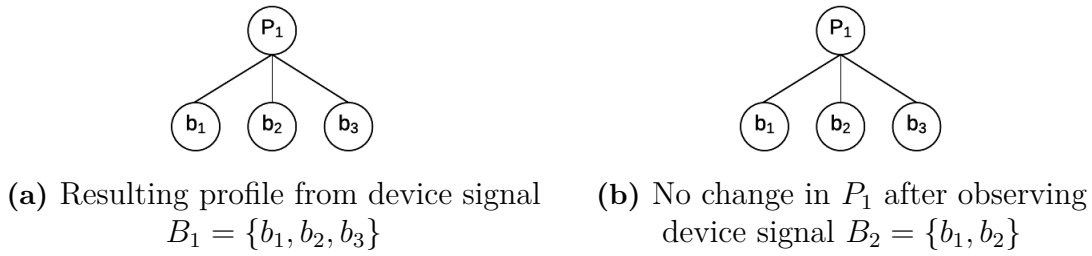 P₁
b₁ b₂ b₃
(a) Resulting profile from device signal
B₁ = {b₁, b₂, b₃}
P₁
b₁ b₂ b₃
(b) No change in P₁ after observing
device signal B₂ = {b₁, b₂}